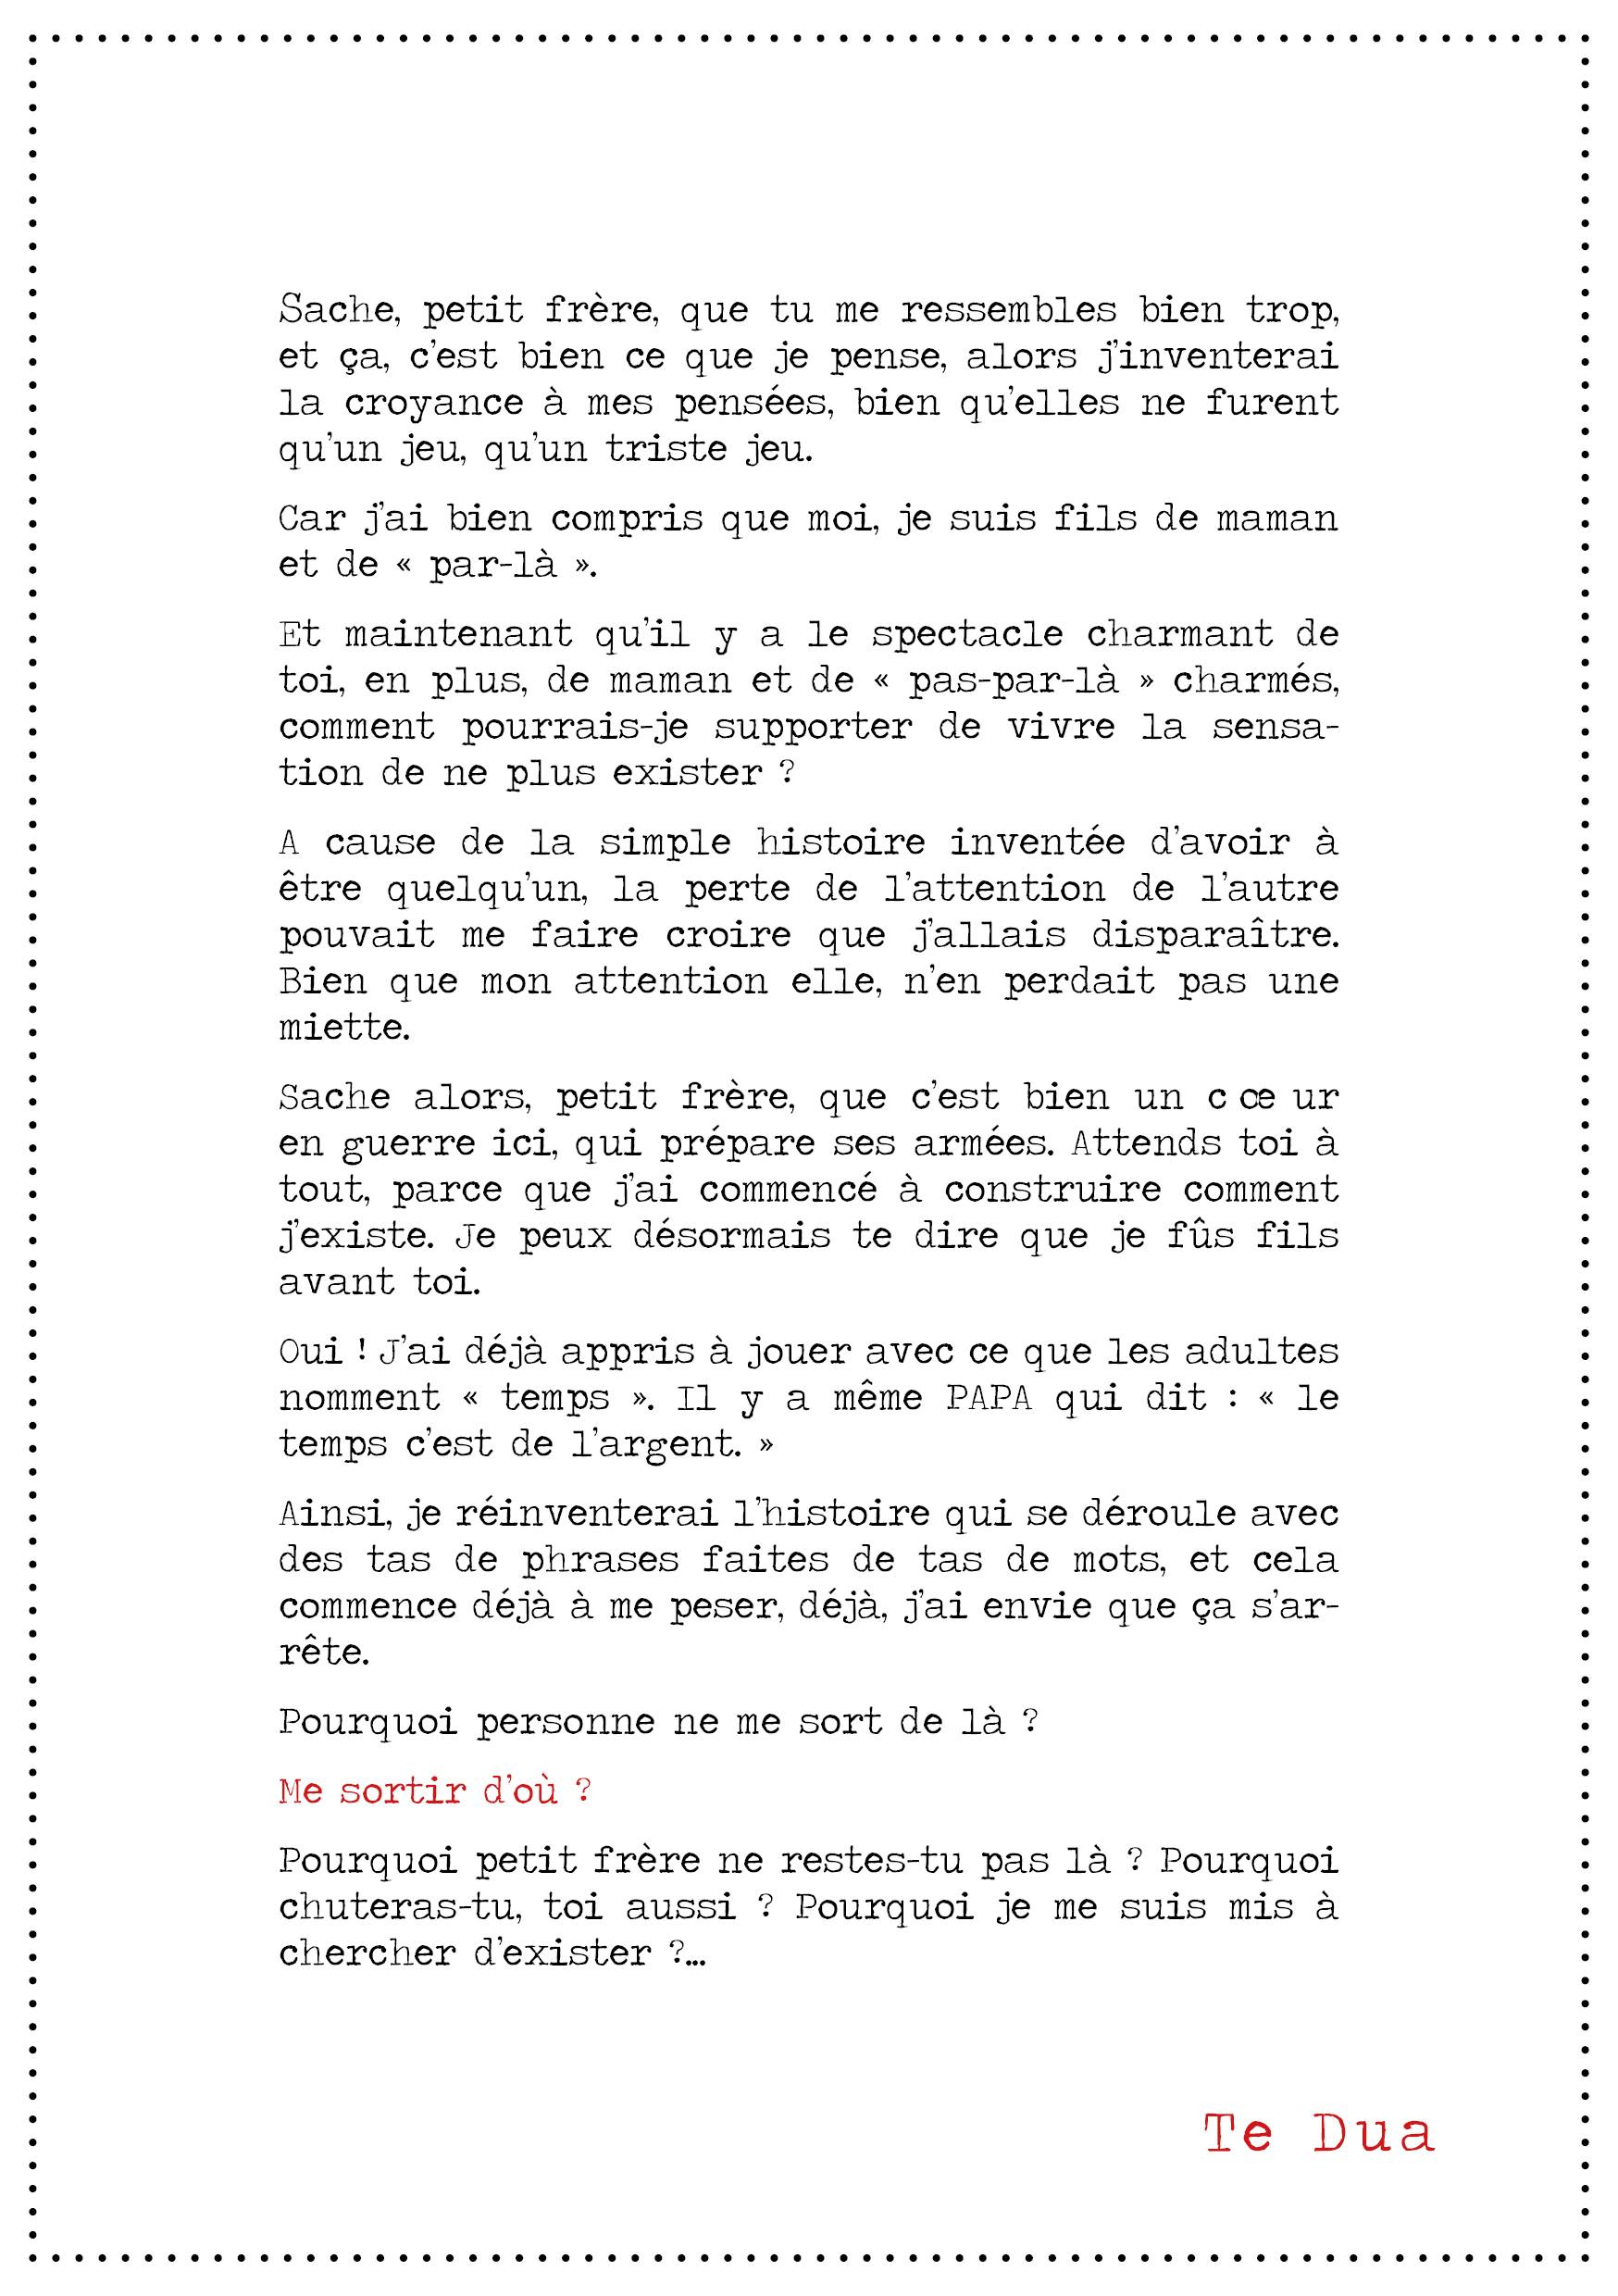 Sache, petit frère, que tu me ressembles bien trop,
et ça, c'est bien ce que je pense, alors j'inventerai
la croyance à mes pensées, bien qu'elles ne furent
qu'un jeu, qu'un triste jeu.
Car j'ai bien compris que moi, je suis fils de maman
et de « par-là ».
Et maintenant qu'il y a le spectacle charmant de
toi, en plus, de maman et de « pas-par-là » charmés,
comment pourrais-je supporter de vivre la sensa-
tion de ne plus exister ?
A cause de la simple histoire inventée d'avoir à
être quelqu'un, la perte de l'attention de l'autre
pouvait me faire croire que j'allais disparaître.
Bien que mon attention elle, n'en perdait pas une
miette.
Sache alors, petit frère, que c'est bien un c œ ur
en guerre ici, qui prépare ses armées. Attends toi à
tout, parce que j'ai commencé à construire comment
j'existe. Je peux désormais te dire que je fûs fils
avant toi.
Oui ! J'ai déjà appris à jouer avec ce que les adultes
nomment « temps ». Il y a même PAPA qui dit : « le
temps c'est de l'argent. »
Ainsi, je réinventerai l'histoire qui se déroule avec
des tas de phrases faites de tas de mots, et cela
commence déjà à me peser, déjà, j'ai envie que ça s'ar-
rête.
Pourquoi personne ne me sort de là ?
Me sortir d'où ?
Pourquoi petit frère ne restes-tu pas là ? Pourquoi
chuteras-tu, toi aussi ? Pourquoi je me suis mis à
chercher d'exister ?...
Te Dua